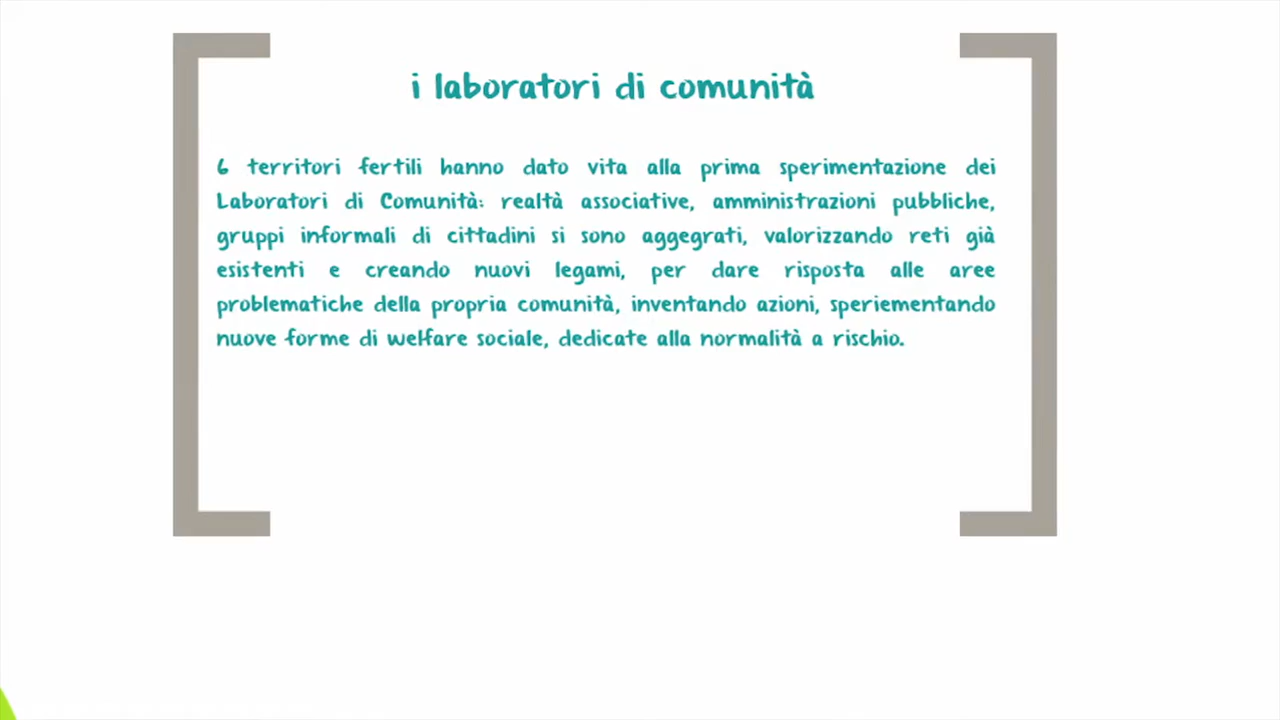 i laboratori di comunità
6 territori fertili hanno dato vita alla prima sperimentazione dei
Laboratori di Comunità: realtà associative, amministrazioni pubbliche,
gruppi informali di cittadini si sono aggegrati, valorizzando reti già
esistenti e creando nuovi legami, per dare risposta alle aree
problematiche della propria comunità, inventando azioni, speriementando
nuove forme di welfare sociale, dedicate alla normalità a rischio.